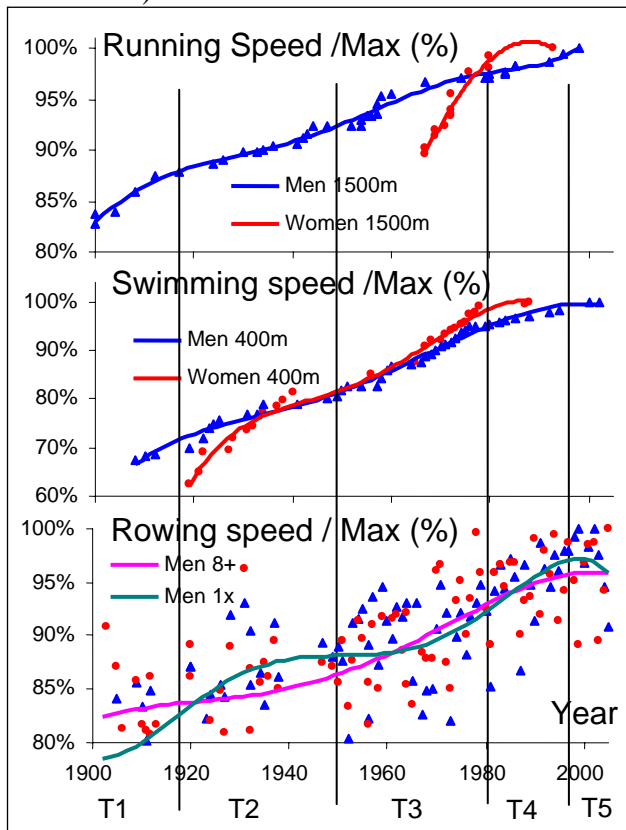 Running Speed /Max (%)
100%
95%
90%
85%
80%
Men 1500m
Women 1500m
Swimming speed /Max (%)
100%
90%
80%
70%
60%
Men 400m
Women 400m
Rowing speed / Max (%)
100%
95%
90%
85%
80%
Men 8+
Men 1x
Year
1900 1920 1940 1960 1980 2000
T1 T2 T3 T4 T5